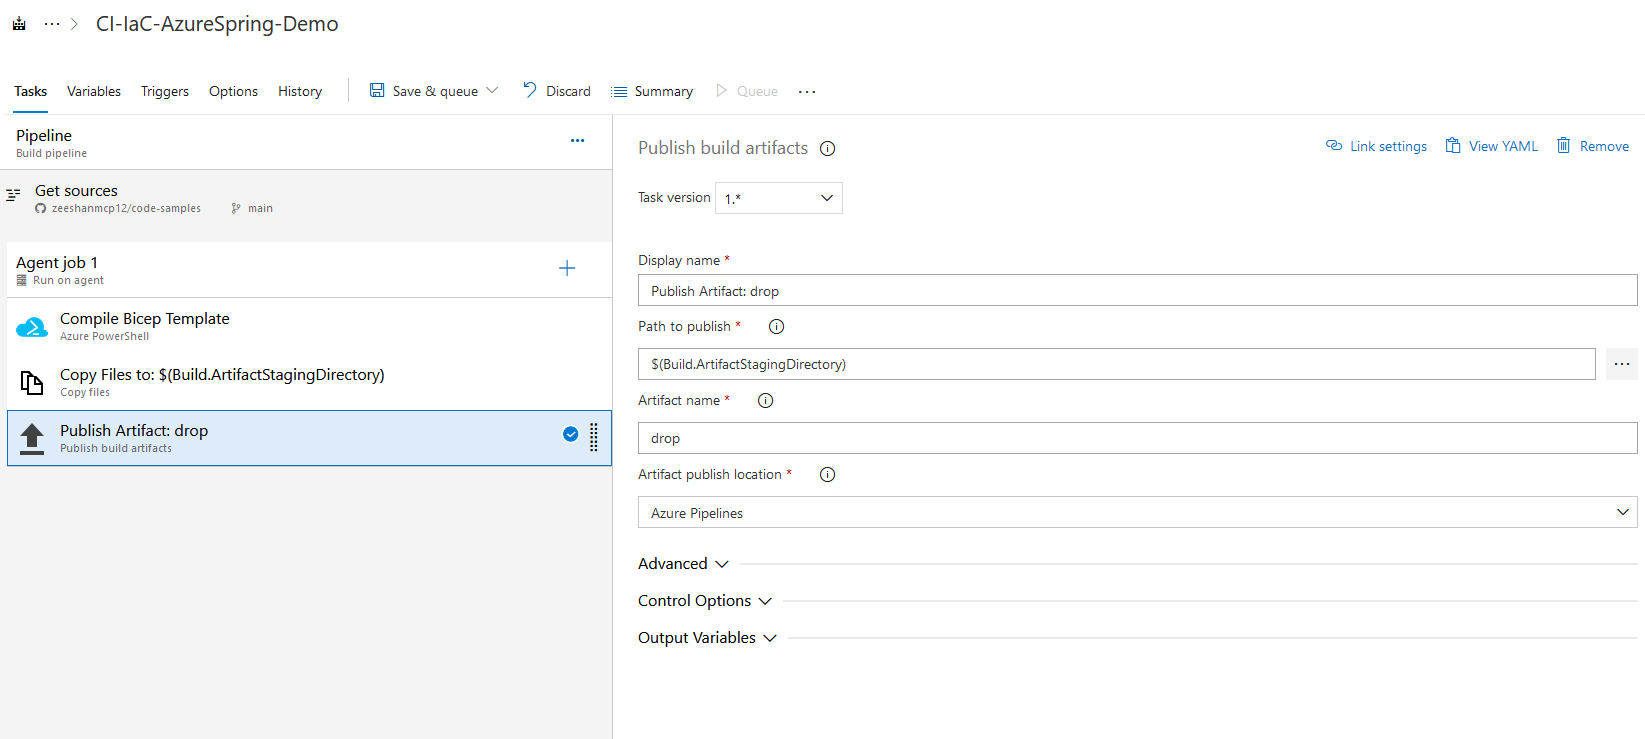 CI-IaC-AzureSpring-Demo
Tasks Variables Triggers Options History Save & queue Discard Summary Queue
Pipeline
Build pipeline
Get sources
zeeshanmcp12/code-samples main
Agent job 1
Run on agent
Compile Bicep Template
Azure PowerShell
Copy Files to: $(Build.ArtifactStagingDirectory)
Copy files
Publish Artifact: drop
Publish build artifacts
Publish build artifacts
Link settings View YAML Remove
Task version 1.*
Display name *
Publish Artifact: drop
Path to publish *
$(Build.ArtifactStagingDirectory)
Artifact name *
drop
Artifact publish location *
Azure Pipelines
Advanced
Control Options
Output Variables